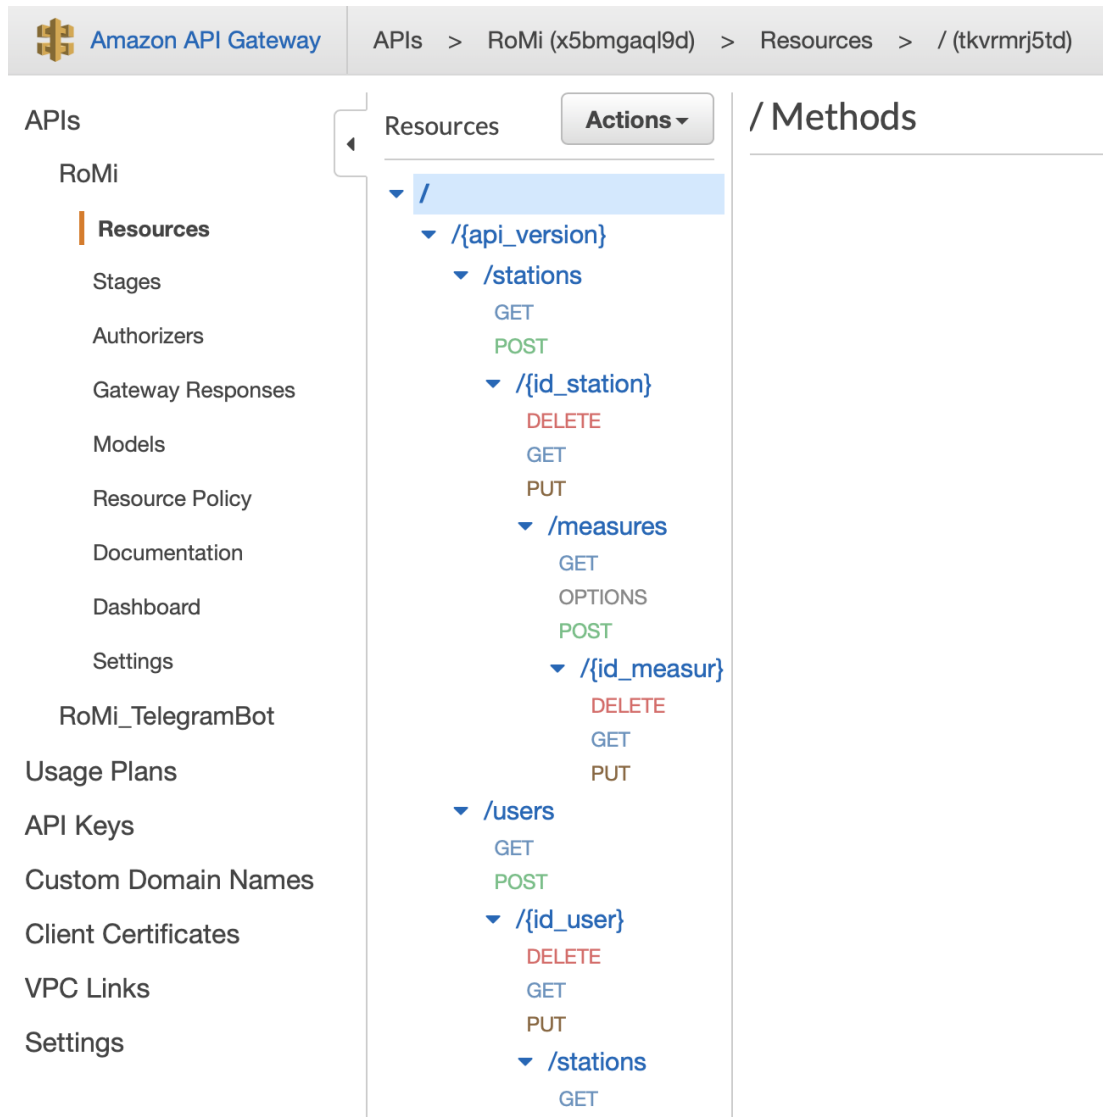 Amazon API Gateway
APIs > RoMi (x5bmgaql9d) > Resources > / (tkvrmrj5td)
APIs
RoMi
Resources
Stages
Authorizers
Gateway Responses
Models
Resource Policy
Documentation
Dashboard
Settings
RoMi_TelegramBot
Usage Plans
API Keys
Custom Domain Names
Client Certificates
VPC Links
Settings
Resources
Actions
/
/{api_version}
/stations
GET
POST
/{id_station}
DELETE
GET
PUT
/measures
GET
OPTIONS
POST
/{id_measur}
DELETE
GET
PUT
/users
GET
POST
/{id_user}
DELETE
GET
PUT
/stations
GET
/ Methods